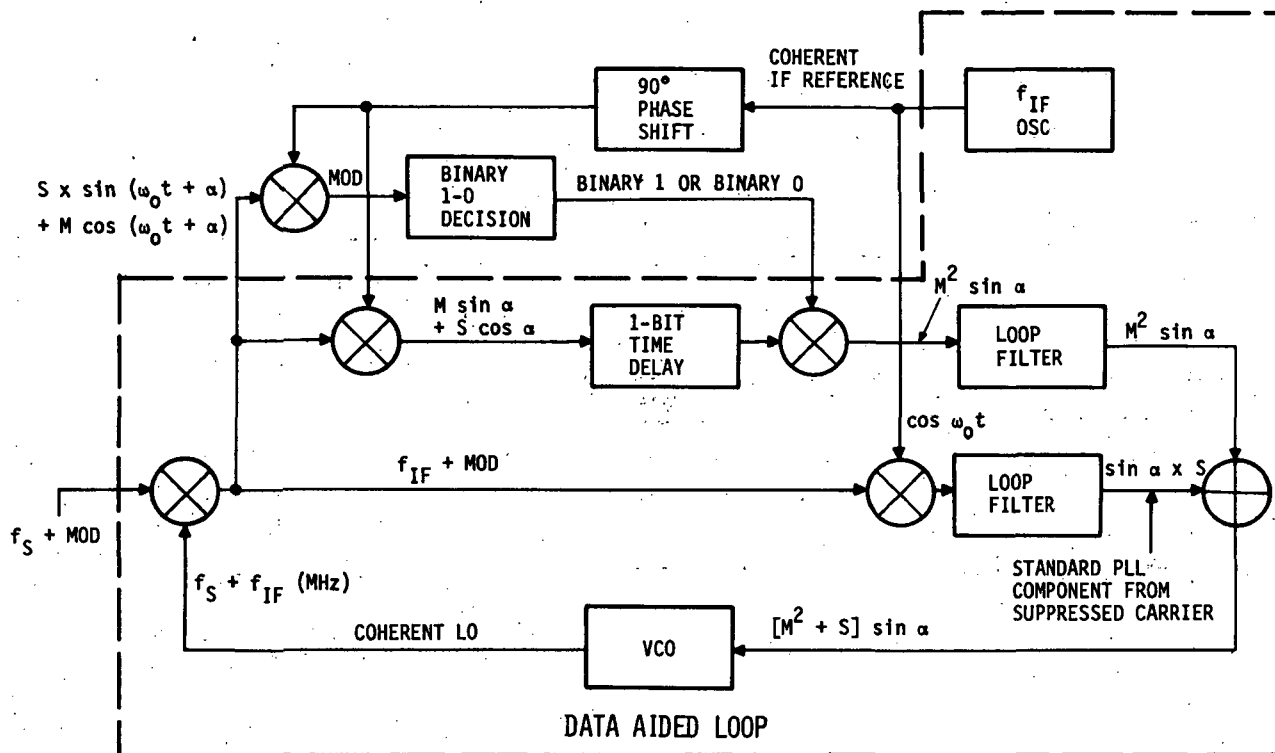 COHERENT
IF REFERENCE
90°
PHASE
SHIFT
f_IF
OSC
S x sin (ω_0t + α)
+ M cos (ω_0t + α)
MOD
BINARY
1-0
DECISION
BINARY 1 OR BINARY 0
M sin α
+ S cos α
1-BIT
TIME
DELAY
M² sin α
LOOP
FILTER
M² sin α
cos ω_0t
f_IF + MOD
LOOP
FILTER
sin α x S
f_S + MOD
f_S + f_IF (MHz)
STANDARD PLL
COMPONENT FROM
SUPPRESSED CARRIER
COHERENT LO
VCO
[M² + S] sin α
DATA AIDED LOOP